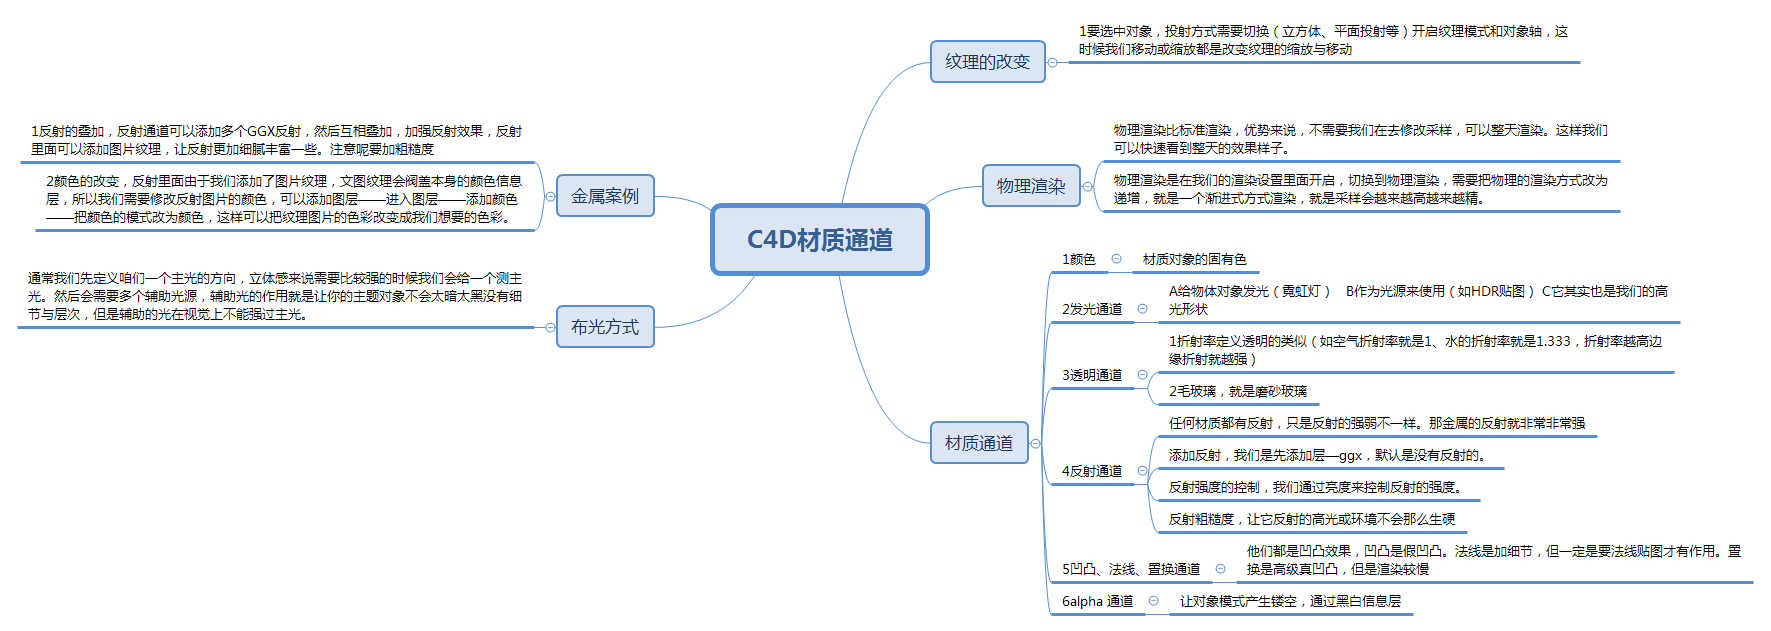 C4D材质通道
纹理的改变
1要选中对象，投射方式需要切换（立方体、平面投射等）开启纹理模式和对象轴，这
时候我们移动或缩放都是改变纹理的缩放与移动
物理渲染
物理渲染比标准渲染，优势来说，不需要我们在去修改采样，可以整天渲染。这样我们
可以快速看到整天的效果样子。
物理渲染是在我们的渲染设置里面开启，切换到物理渲染，需要把物理的渲染方式改为
递增，就是一个渐进式方式渲染，就是采样会越来越高越来越精。
材质通道
1颜色
材质对象的固有色
2发光通道
A给物体对象发光（霓虹灯） B作为光源来使用（如HDR贴图） C它其实也是我们的高
光形状
3透明通道
1折射率定义透明的类似（如空气折射率就是1、水的折射率就是1.333，折射率越高边
缘折射就越强）
2毛玻璃，就是磨砂玻璃
4反射通道
任何材质都有反射，只是反射的强弱不一样。那金属的反射就非常非常强
添加反射，我们是先添加层—ggx，默认是没有反射的。
反射强度的控制，我们通过亮度来控制反射的强度。
反射粗糙度，让它反射的高光或环境不会那么生硬
5凹凸、法线、置换通道
他们都是凹凸效果，凹凸是假凹凸。法线是加细节，但一定是要法线贴图才有作用。置
换是高级真凹凸，但是渲染较慢
6alpha 通道
让对象模式产生镂空，通过黑白信息层
金属案例
1反射的叠加，反射通道可以添加多个GGX反射，然后互相叠加，加强反射效果，反射
里面可以添加图片纹理，让反射更加细腻丰富一些。注意呢要加粗糙度
2颜色的改变，反射里面由于我们添加了图片纹理，文图纹理会阀盖本身的颜色信息
层，所以我们需要修改反射图片的颜色，可以添加图层——进入图层——添加颜色
——把颜色的模式改为颜色，这样可以把纹理图片的色彩改变成我们想要的色彩。
布光方式
通常我们先定义咱们一个主光的方向，立体感来说需要比较强的时候我们会给一个测主
光。然后会需要多个辅助光源，辅助光的作用就是让你的主题对象不会太暗太黑没有细
节与层次，但是辅助的光在视觉上不能强过主光。